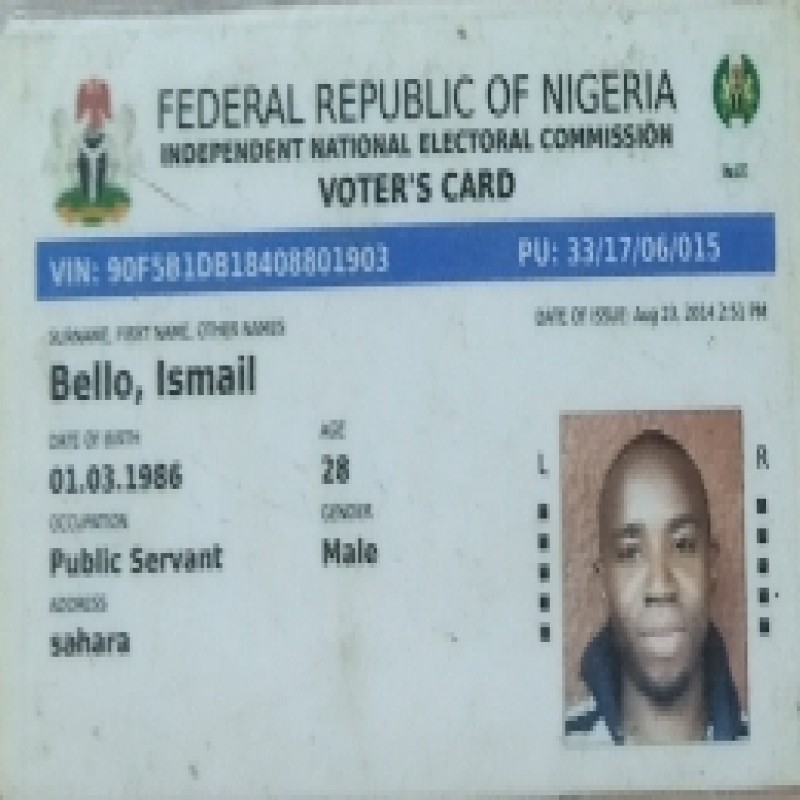 FEDERAL REPUBLIC OF NIGERIA
INDEPENDENT NATIONAL ELECTORAL COMMISSION
VOTER'S CARD
VIN: 90F5B1DB18408801903 PU: 33/17/06/015
DATE OF ISSUE: Aug 23, 2014 2:51 PM
SURNAME, FIRST NAME, OTHER NAMES
Bello, Ismail
DATE OF BIRTH AGE
01.03.1986 28
OCCUPATION GENDER
Public Servant Male
ADDRESS
sahara
L R